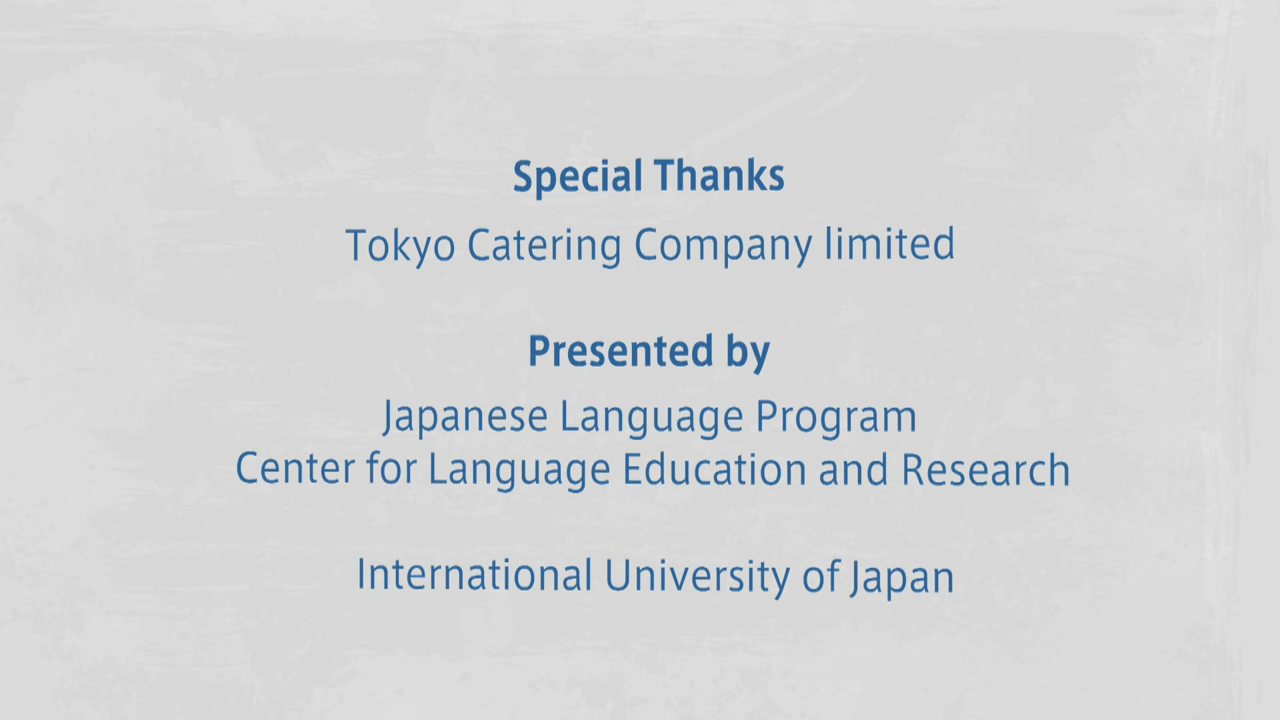 Special Thanks
Tokyo Catering Company limited
Presented by
Japanese Language Program
Center for Language Education and Research
International University of Japan